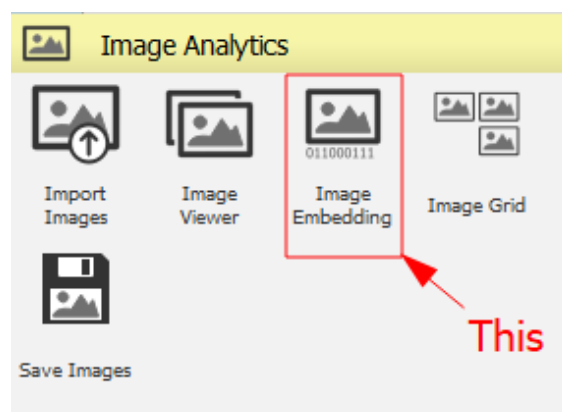 Image Analytics
011000111
Import
Images
Image
Viewer
Image
Embedding
Image Grid
This
Save Images